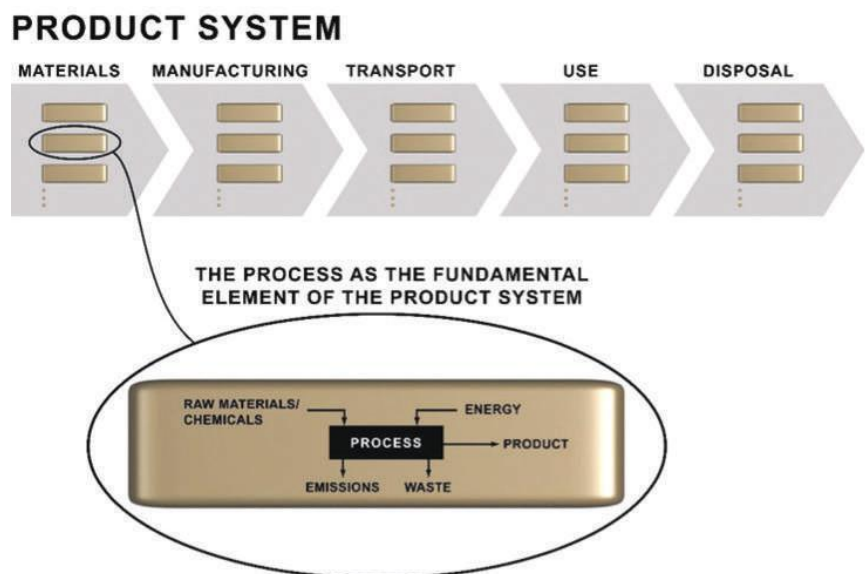 PRODUCT SYSTEM
MATERIALS MANUFACTURING TRANSPORT USE DISPOSAL
THE PROCESS AS THE FUNDAMENTAL
ELEMENT OF THE PRODUCT SYSTEM
RAW MATERIALS/
CHEMICALS
ENERGY
PROCESS
PRODUCT
EMISSIONS WASTE